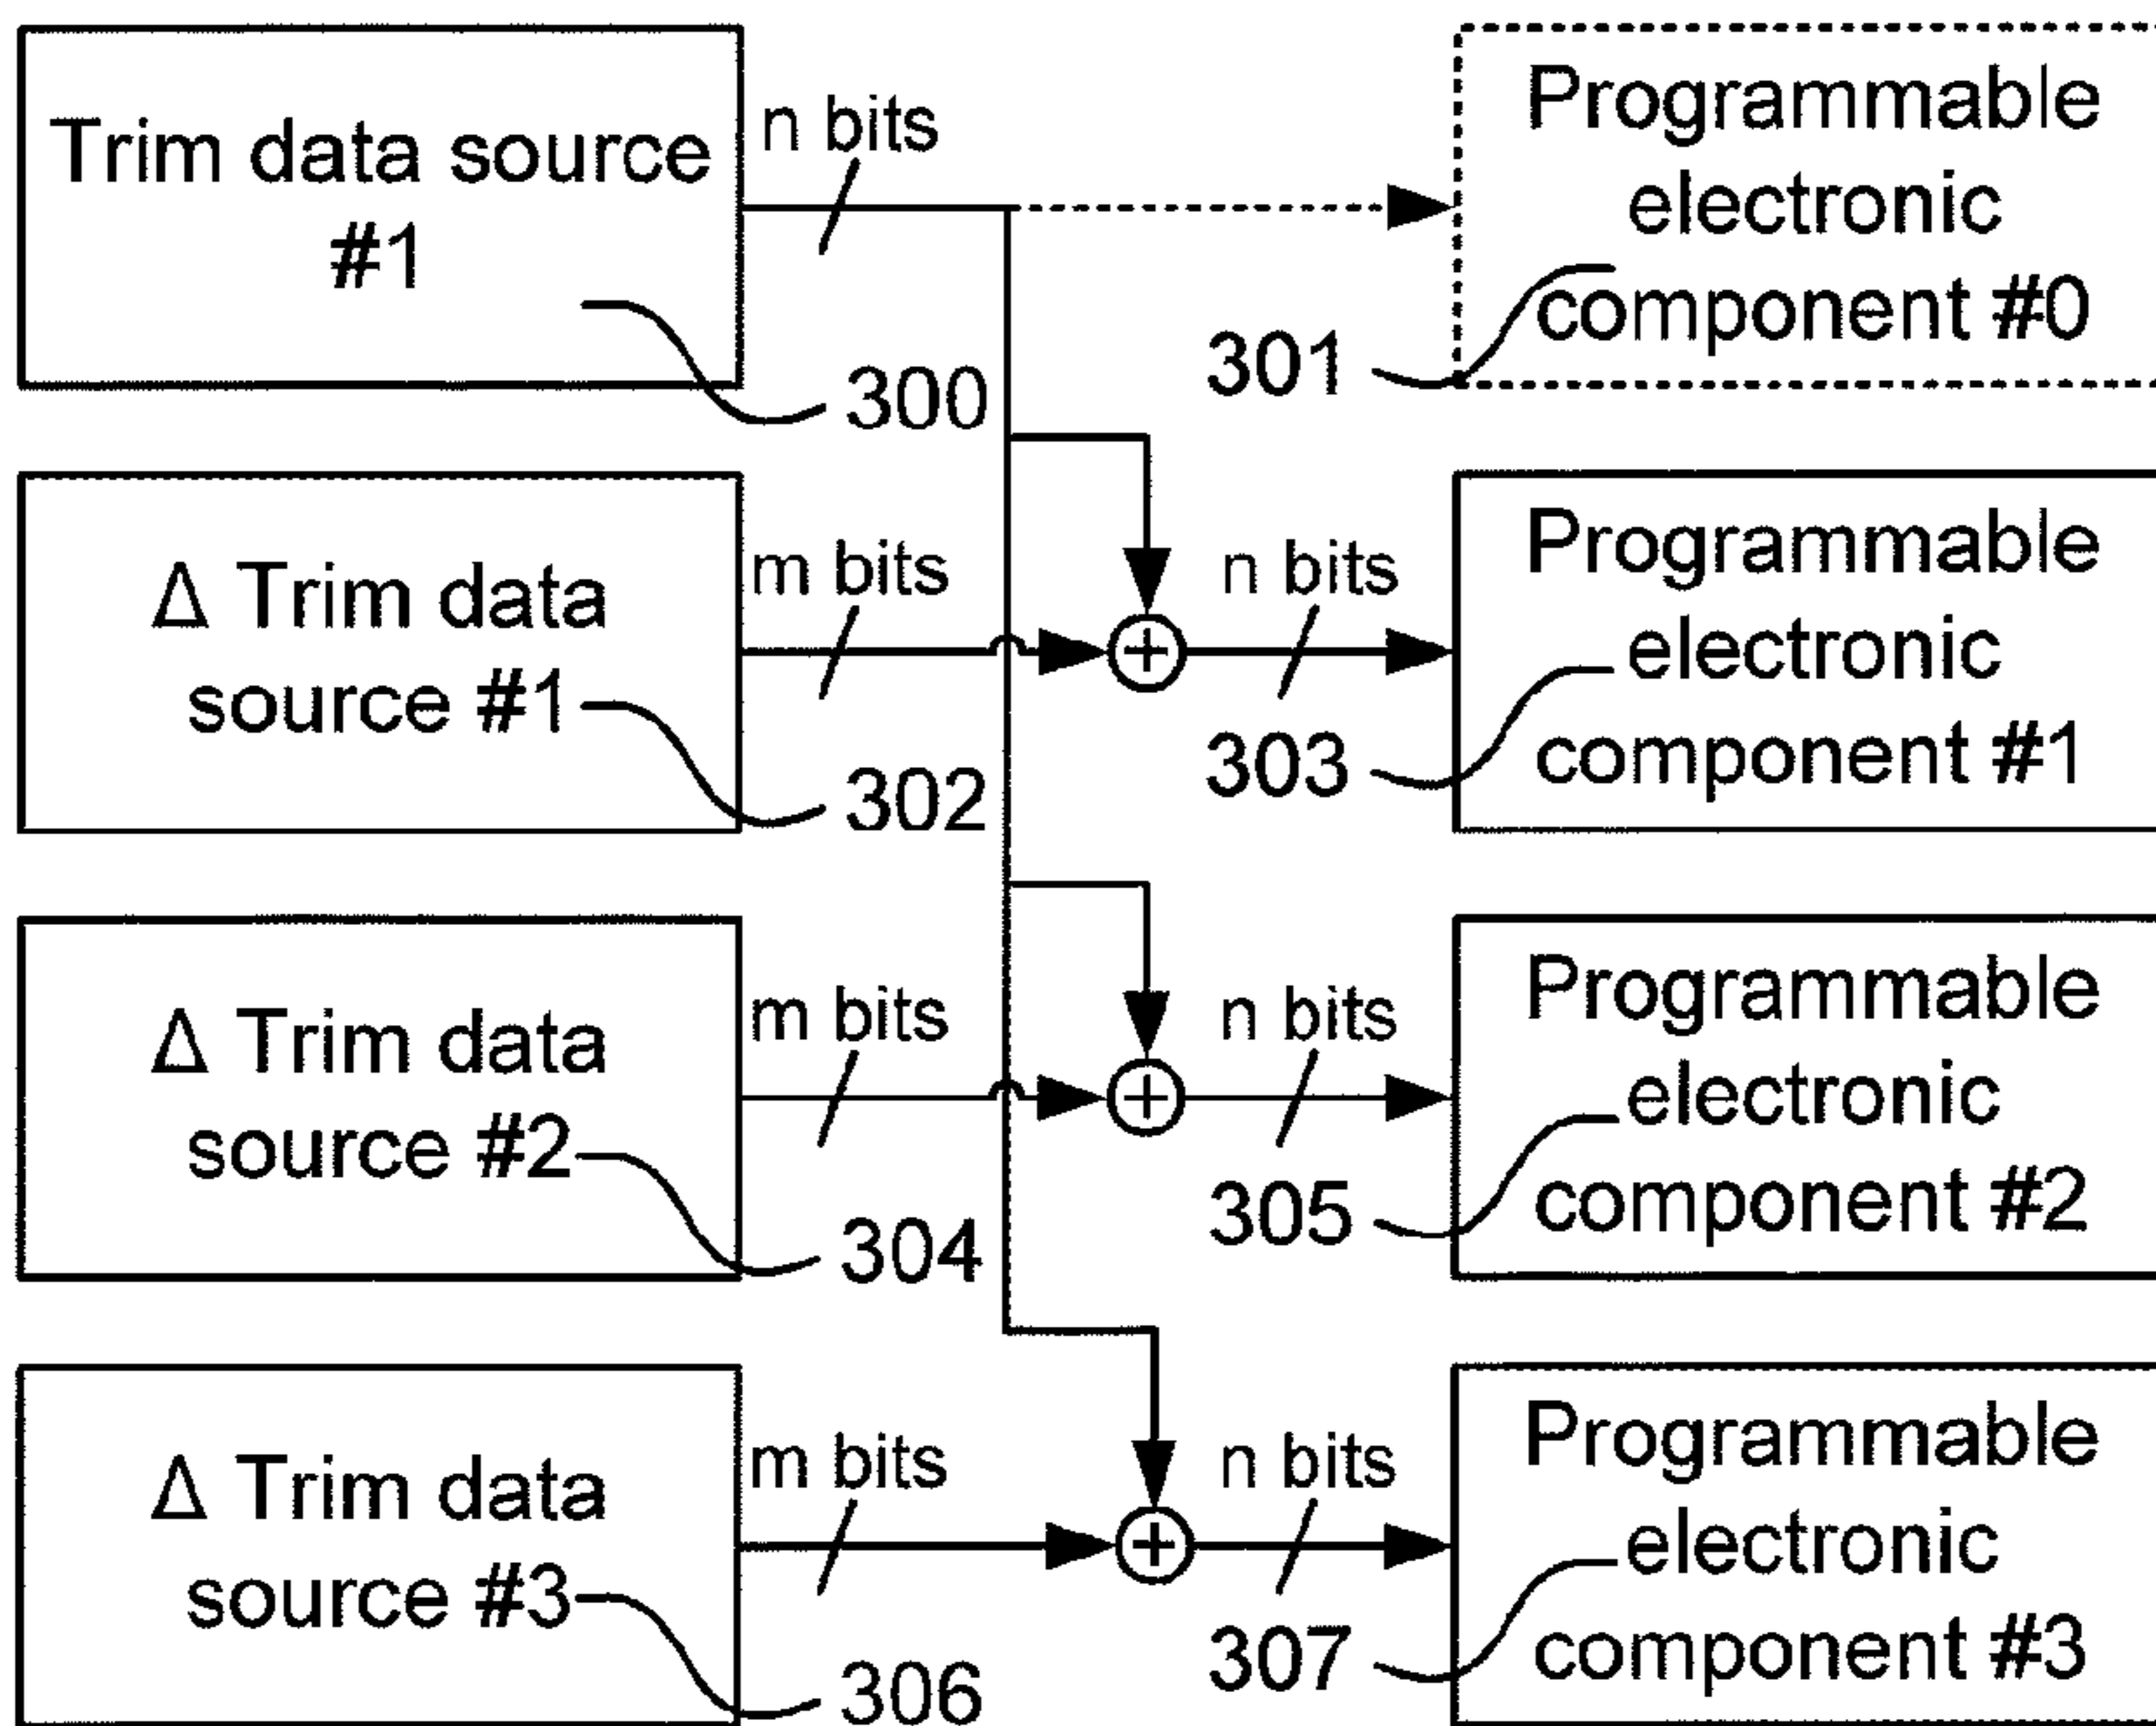 Trim data source
#1
n bits
300
Programmable
electronic
component #0
301
Δ Trim data
source #1
m bits
302
+
n bits
Programmable
electronic
component #1
303
Δ Trim data
source #2
m bits
304
+
n bits
Programmable
electronic
component #2
305
Δ Trim data
source #3
m bits
306
+
n bits
Programmable
electronic
component #3
307